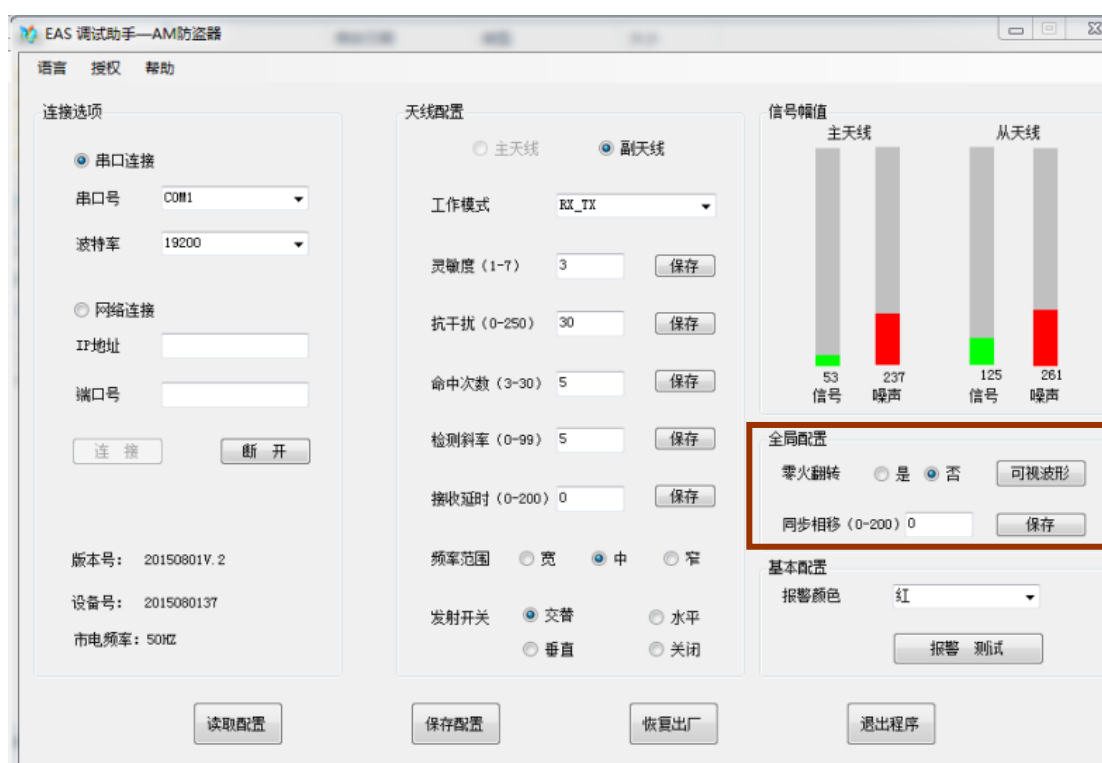 EAS 调试助手—AM防盗器
语言 授权 帮助
连接选项
串口连接
串口号 COM1
波特率 19200
网络连接
IP地址
端口号
连 接 断 开
版本号: 20150801V.2
设备号: 2015080137
市电频率: 50HZ
天线配置
主天线 副天线
工作模式 RX_TX
灵敏度(1-7) 3 保存
抗干扰(0-250) 30 保存
命中次数(3-30) 5 保存
检测斜率(0-99) 5 保存
接收延时(0-200) 0 保存
频率范围 宽 中 窄
发射开关 交替 水平
垂直 关闭
信号幅值
主天线 从天线
53 237 125 261
信号 噪声 信号 噪声
全局配置
零火翻转 是 否 可视波形
同步相移(0-200) 0 保存
基本配置
报警颜色 红
报警 测试
读取配置 保存配置 恢复出厂 退出程序